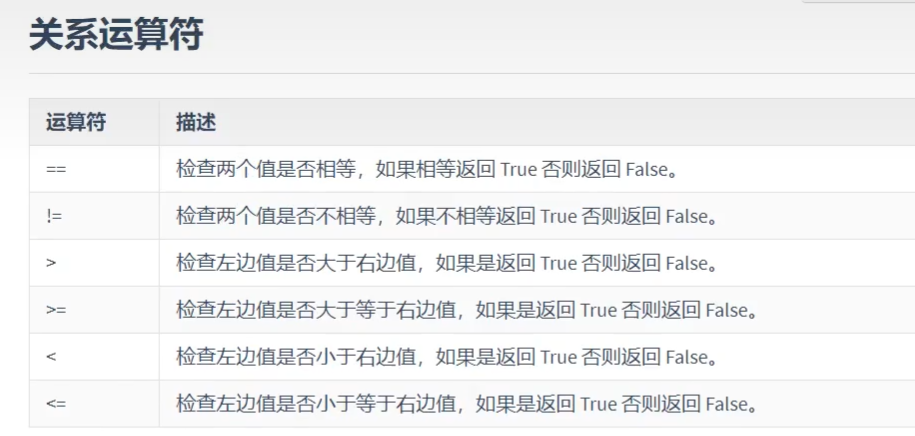 关系运算符
运算符 描述
== 检查两个值是否相等，如果相等返回 True 否则返回 False。
!= 检查两个值是否不相等，如果不相等返回 True 否则返回 False。
> 检查左边值是否大于右边值，如果是返回 True 否则返回 False。
>= 检查左边值是否大于等于右边值，如果是返回 True 否则返回 False。
< 检查左边值是否小于右边值，如果是返回 True 否则返回 False。
<= 检查左边值是否小于等于右边值，如果是返回 True 否则返回 False。